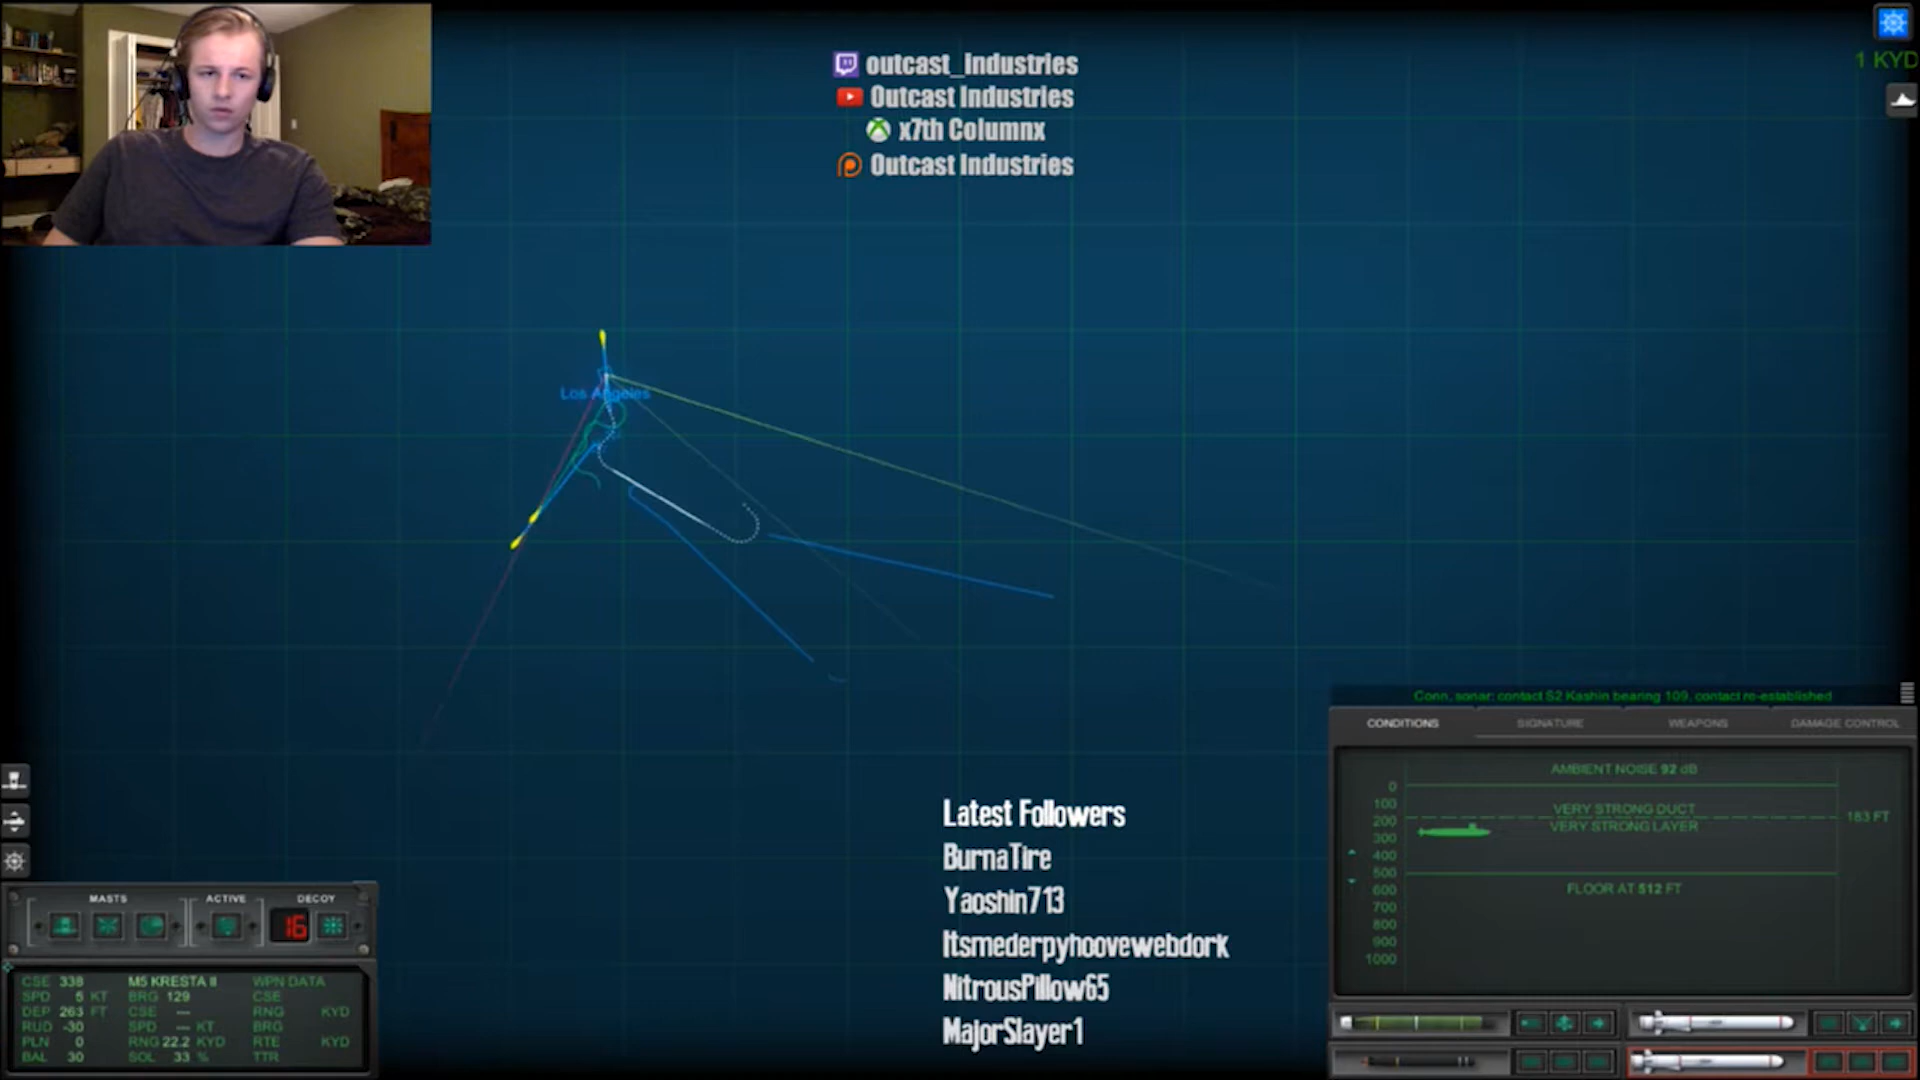 outcast_industries
Outcast Industries
x7th Columnx
Outcast Industries
1 KYD
Los Angeles
Conn, sonar: contact S2 Kashin bearing 109, contact re-established
CONDITIONS SIGNATURE WEAPONS DAMAGE CONTROL
AMBIENT NOISE 92 dB
0
100
VERY STRONG DUCT
183 FT
200
VERY STRONG LAYER
300
400
500
600
FLOOR AT 512 FT
700
800
900
1000
Latest Followers
BurnaTire
Yaoshin713
Itsmederpyhoovewebdork
NitrousPillow65
MajorSlayer1
MASTS ACTIVE DECOY
16
CSE 338 M5 KRESTA II WPN DATA
SPD 5 KT BRG 129 CSE
DEP 263 FT CSE --- RNG KYD
RUD -30 SPD --- KT BRG
PLN 0 RNG 22.2 KYD RTE KYD
BAL 30 SOL 33 % TTR